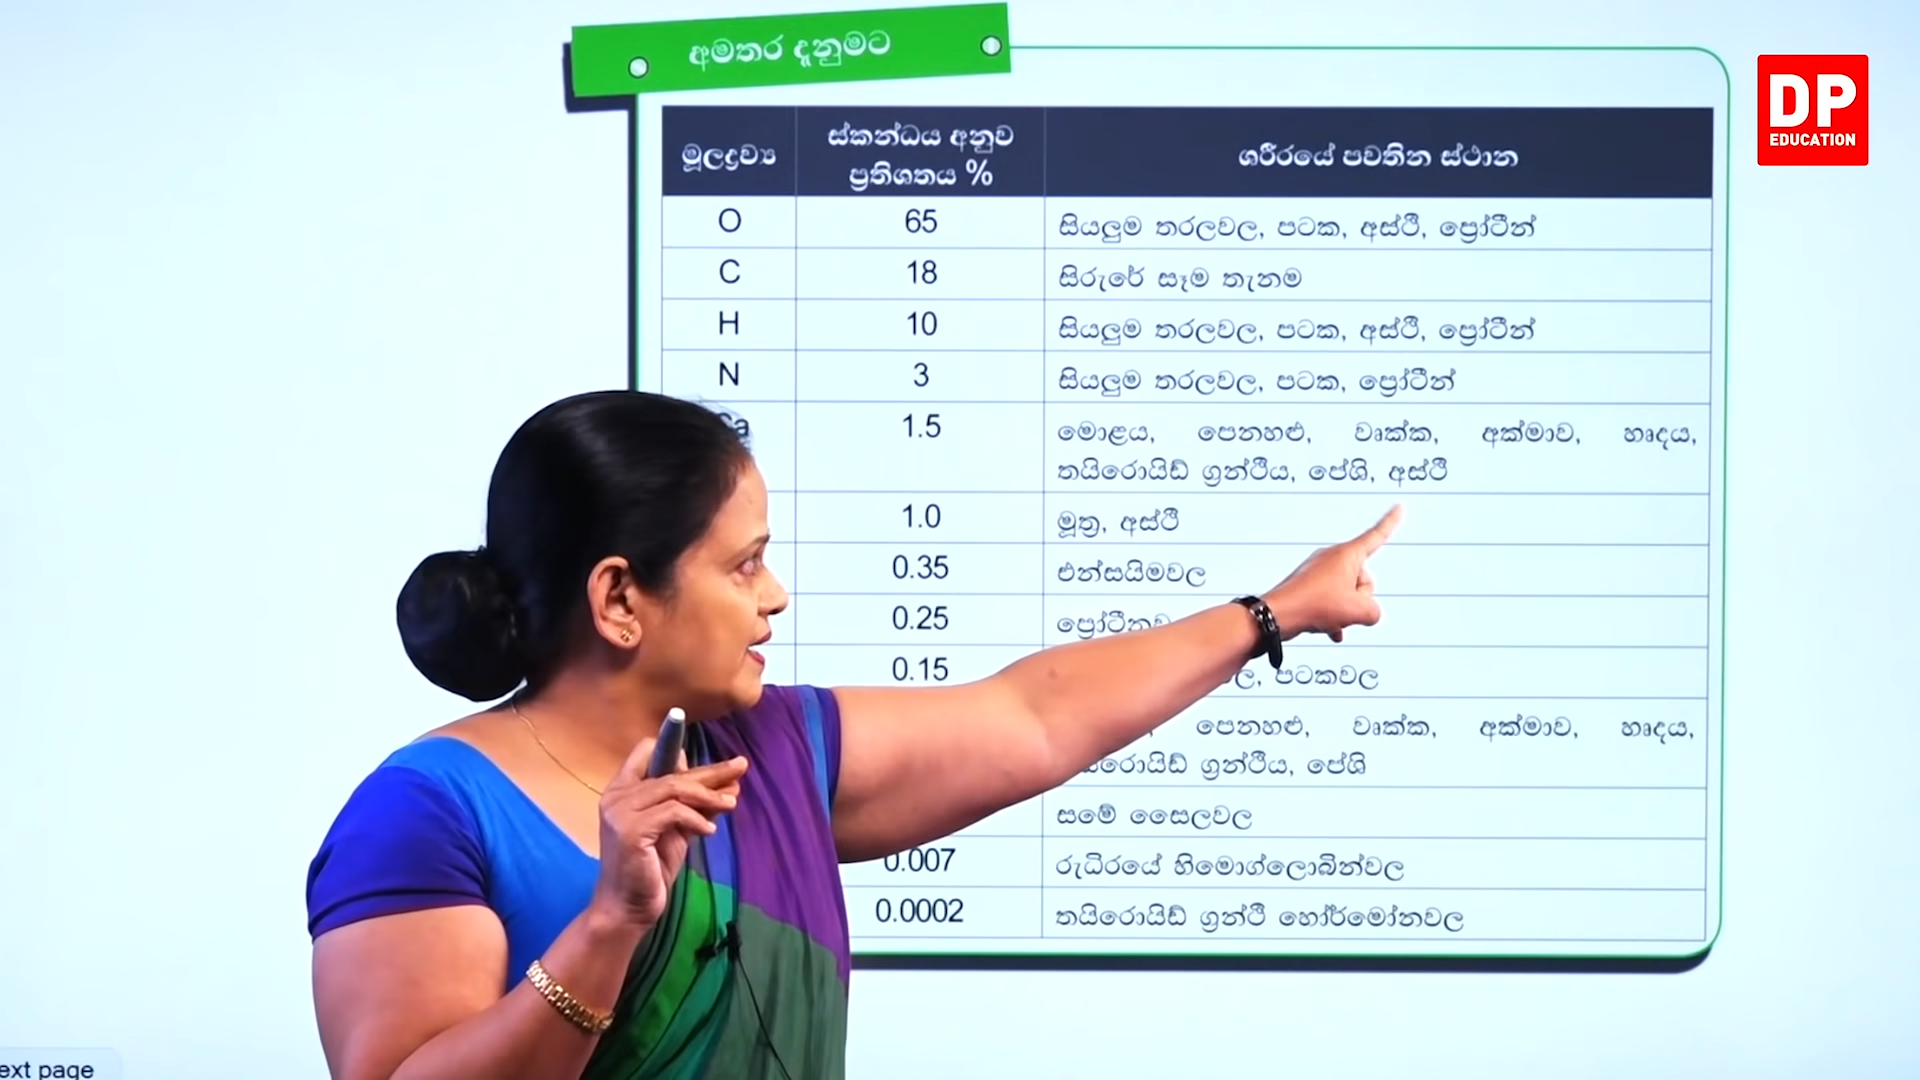 අමතර දැනුමට
DP
EDUCATION
මූලද්‍රව්‍ය
ස්කන්ධය අනුව
ප්‍රතිශතය %
ශරීරයේ පවතින ස්ථාන
O 65 සියලුම තරලවල, පටක, අස්ථි, ප්‍රෝටීන්
C 18 සිරුරේ සෑම තැනම
H 10 සියලුම තරලවල, පටක, අස්ථි, ප්‍රෝටීන්
N 3 සියලුම තරලවල, පටක, ප්‍රෝටීන්
1.5 මොළය, පෙනහළු, වෘක්ක, අක්මාව, හෘදය,
තයිරොයිඩ් ග්‍රන්ථිය, පේශි, අස්ථි
1.0 මූත්‍ර, අස්ථි
0.35 එන්සයිමවල
0.25
0.15 පටකවල
පෙනහළු, වෘක්ක, අක්මාව, හෘදය,
ග්‍රන්ථිය, පේශි
සමේ සෛලවල
0.007 රුධිරයේ හිමොග්ලොබින්වල
0.0002 තයිරොයිඩ් ග්‍රන්ථි හෝර්මෝනවල
page